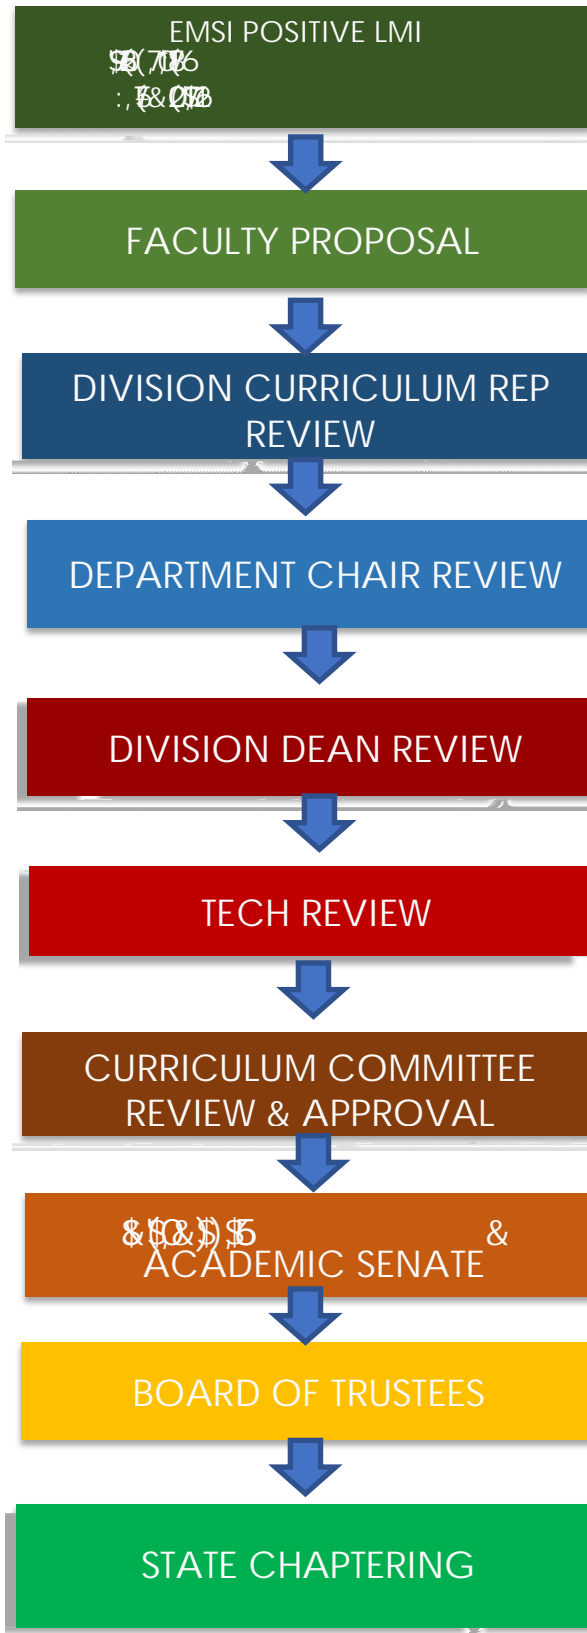 EMSI POSITIVE LMI
FACULTY PROPOSAL
DIVISION CURRICULUM REP
REVIEW
DEPARTMENT CHAIR REVIEW
DIVISION DEAN REVIEW
TECH REVIEW
CURRICULUM COMMITTEE
REVIEW & APPROVAL
&
ACADEMIC SENATE
BOARD OF TRUSTEES
STATE CHAPTERING